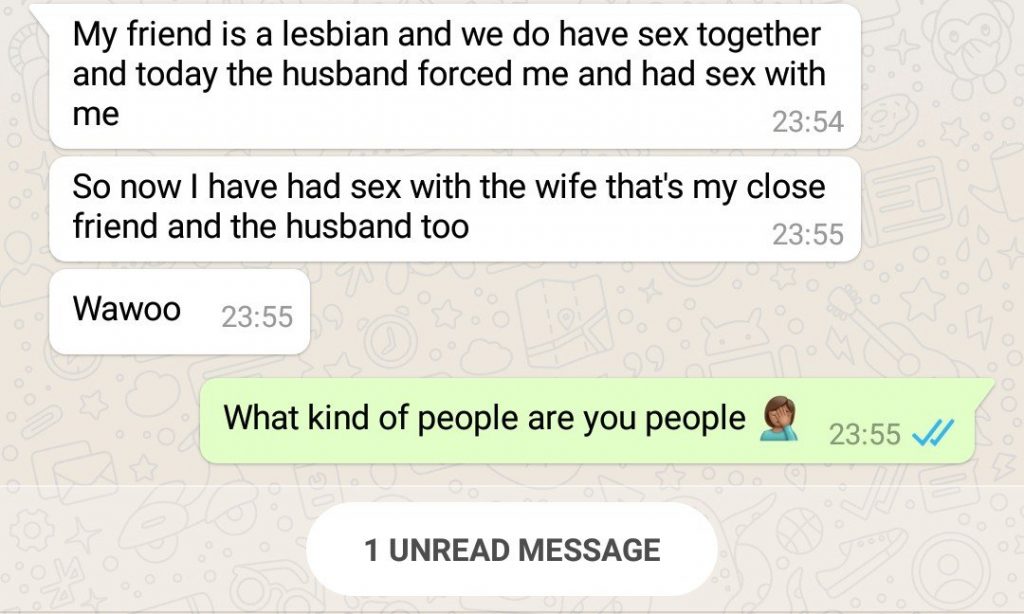 My friend is a lesbian and we do have sex together
and today the husband forced me and had sex with
me
23:54
So now I have had sex with the wife that's my close
friend and the husband too
23:55
Wawoo 23:55
What kind of people are you people 🤦🏾‍♀️ 23:55
1 UNREAD MESSAGE